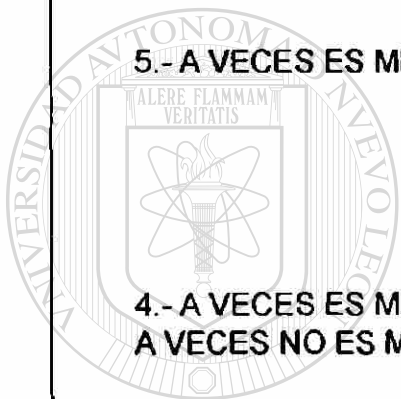 5.- A VECES ES M
ALERE FLAMMAM
VERITATIS
4.- A VECES ES M
A VECES NO ES M